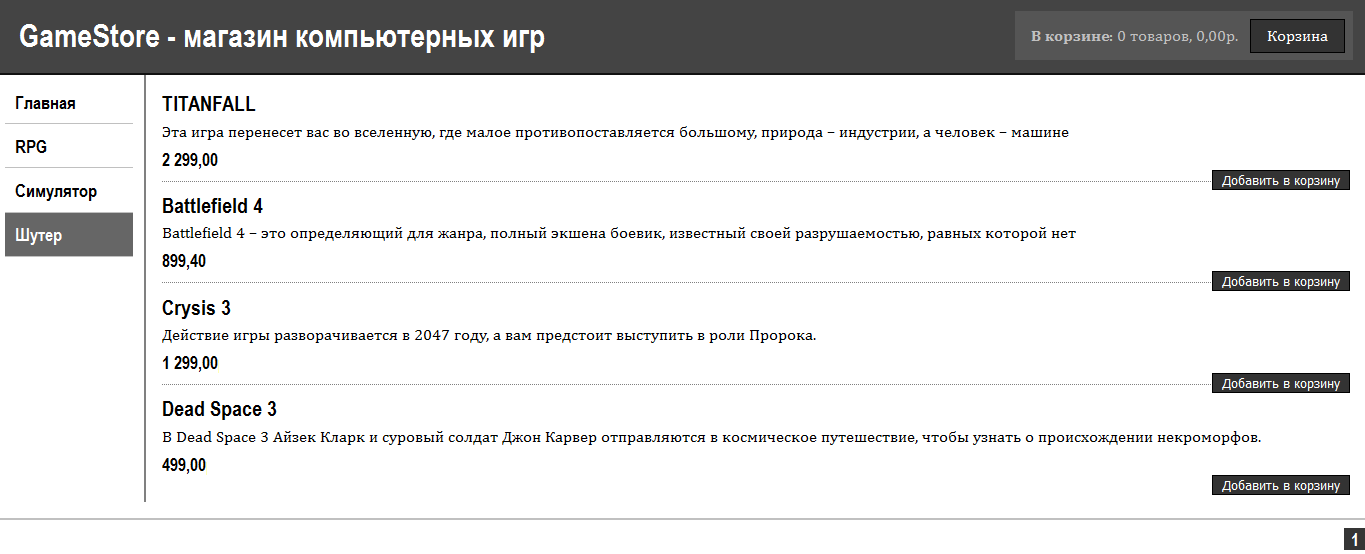 GameStore - магазин компьютерных игр
В корзине: 0 товаров, 0,00р.
Корзина
Главная
RPG
Симулятор
Шутер
TITANFALL
Эта игра перенесет вас во вселенную, где малое противопоставляется большому, природа – индустрии, а человек – машине
2 299,00
Добавить в корзину
Battlefield 4
Battlefield 4 – это определяющий для жанра, полный экшена боевик, известный своей разрушаемостью, равных которой нет
899,40
Добавить в корзину
Crysis 3
Действие игры разворачивается в 2047 году, а вам предстоит выступить в роли Пророка.
1 299,00
Добавить в корзину
Dead Space 3
В Dead Space 3 Айзек Кларк и суровый солдат Джон Карвер отправляются в космическое путешествие, чтобы узнать о происхождении некроморфов.
499,00
Добавить в корзину
1